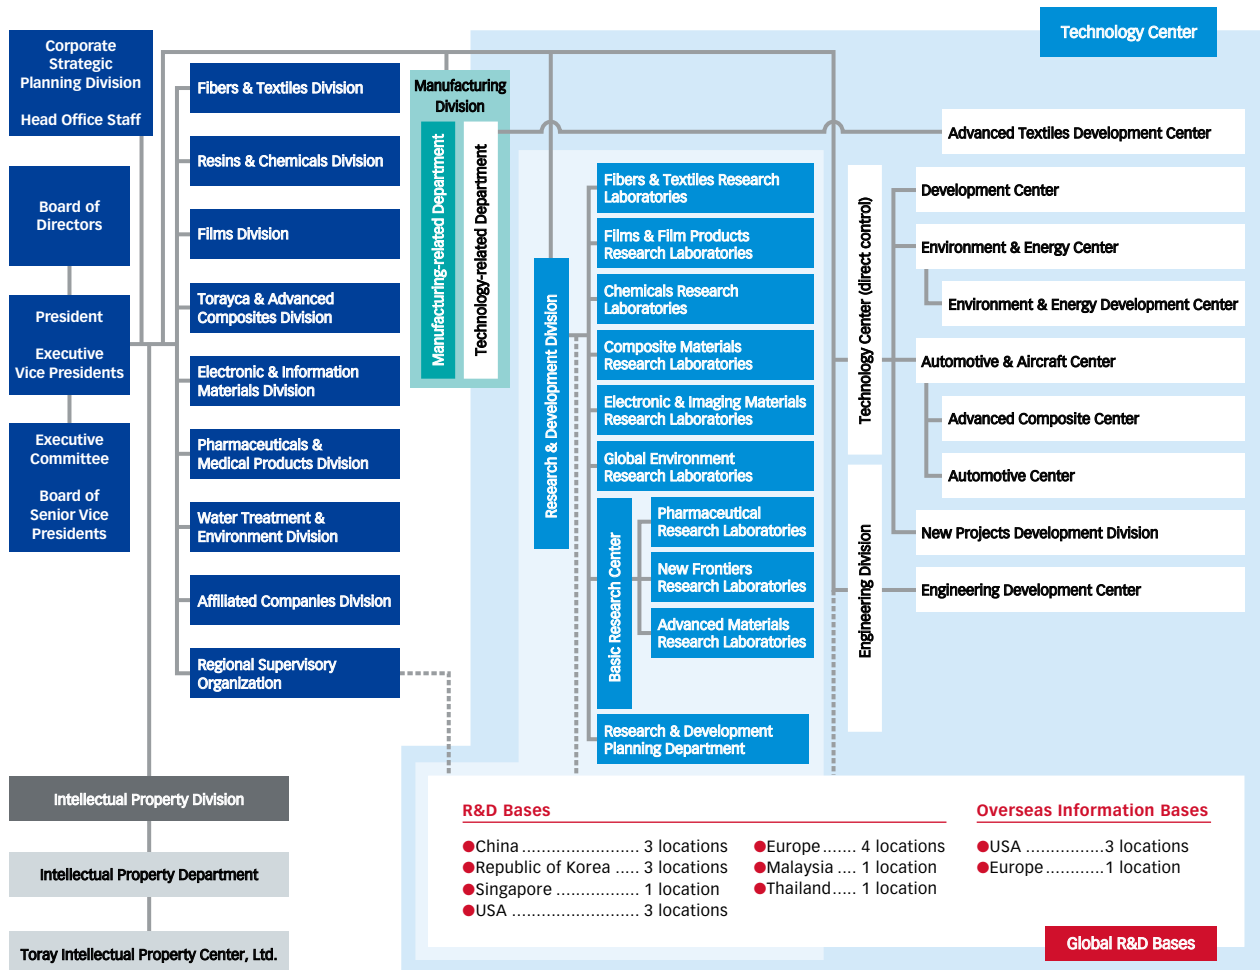 Technology Center
Corporate
Strategic
Planning Division
Head Office Staff
Board of
Directors
President
Executive
Vice Presidents
Executive
Committee
Board of
Senior Vice
Presidents
Fibers & Textiles Division
Resins & Chemicals Division
Films Division
Torayca & Advanced
Composites Division
Electronic & Information
Materials Division
Pharmaceuticals &
Medical Products Division
Water Treatment &
Environment Division
Affiliated Companies Division
Regional Supervisory
Organization
Manufacturing
Division
Manufacturing-related Department
Technology-related Department
Research & Development Division
Fibers & Textiles Research
Laboratories
Films & Film Products
Research Laboratories
Chemicals Research
Laboratories
Composite Materials
Research Laboratories
Electronic & Imaging Materials
Research Laboratories
Global Environment
Research Laboratories
Basic Research Center
Pharmaceutical
Research Laboratories
New Frontiers
Research Laboratories
Advanced Materials
Research Laboratories
Research & Development
Planning Department
Technology Center (direct control)
Engineering Division
Advanced Textiles Development Center
Development Center
Environment & Energy Center
Environment & Energy Development Center
Automotive & Aircraft Center
Advanced Composite Center
Automotive Center
New Projects Development Division
Engineering Development Center
Intellectual Property Division
Intellectual Property Department
Toray Intellectual Property Center, Ltd.
R&D Bases
●China ....................... 3 locations
●Republic of Korea ..... 3 locations
●Singapore ................. 1 location
●USA .......................... 3 locations
●Europe....... 4 locations
●Malaysia .... 1 location
●Thailand..... 1 location
Overseas Information Bases
●USA ................3 locations
●Europe............1 location
Global R&D Bases